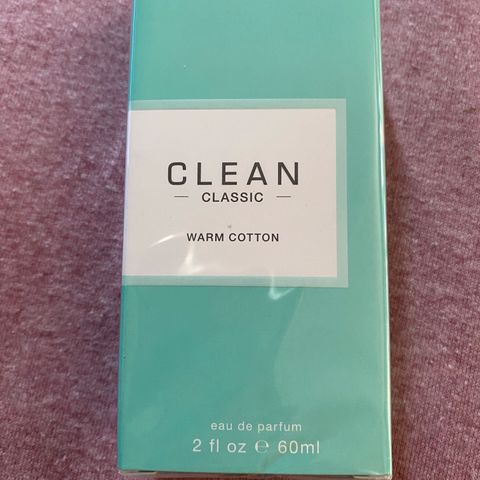 CLEAN
— CLASSIC —
WARM COTTON
eau de parfum
2 fl oz ℮ 60ml